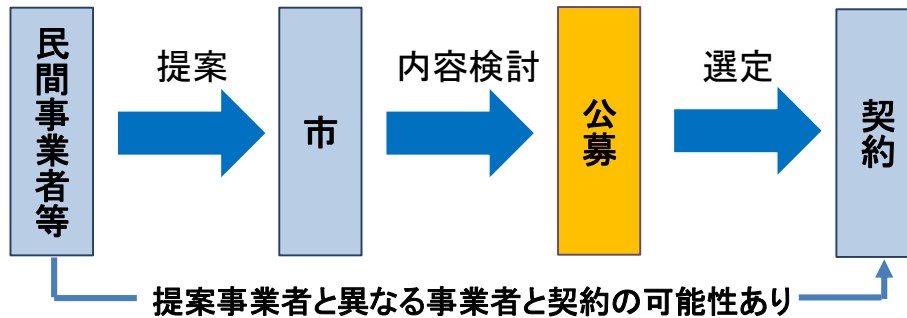 民間事業者等
提案
市
内容検討
公募
選定
契約
提案事業者と異なる事業者と契約の可能性あり